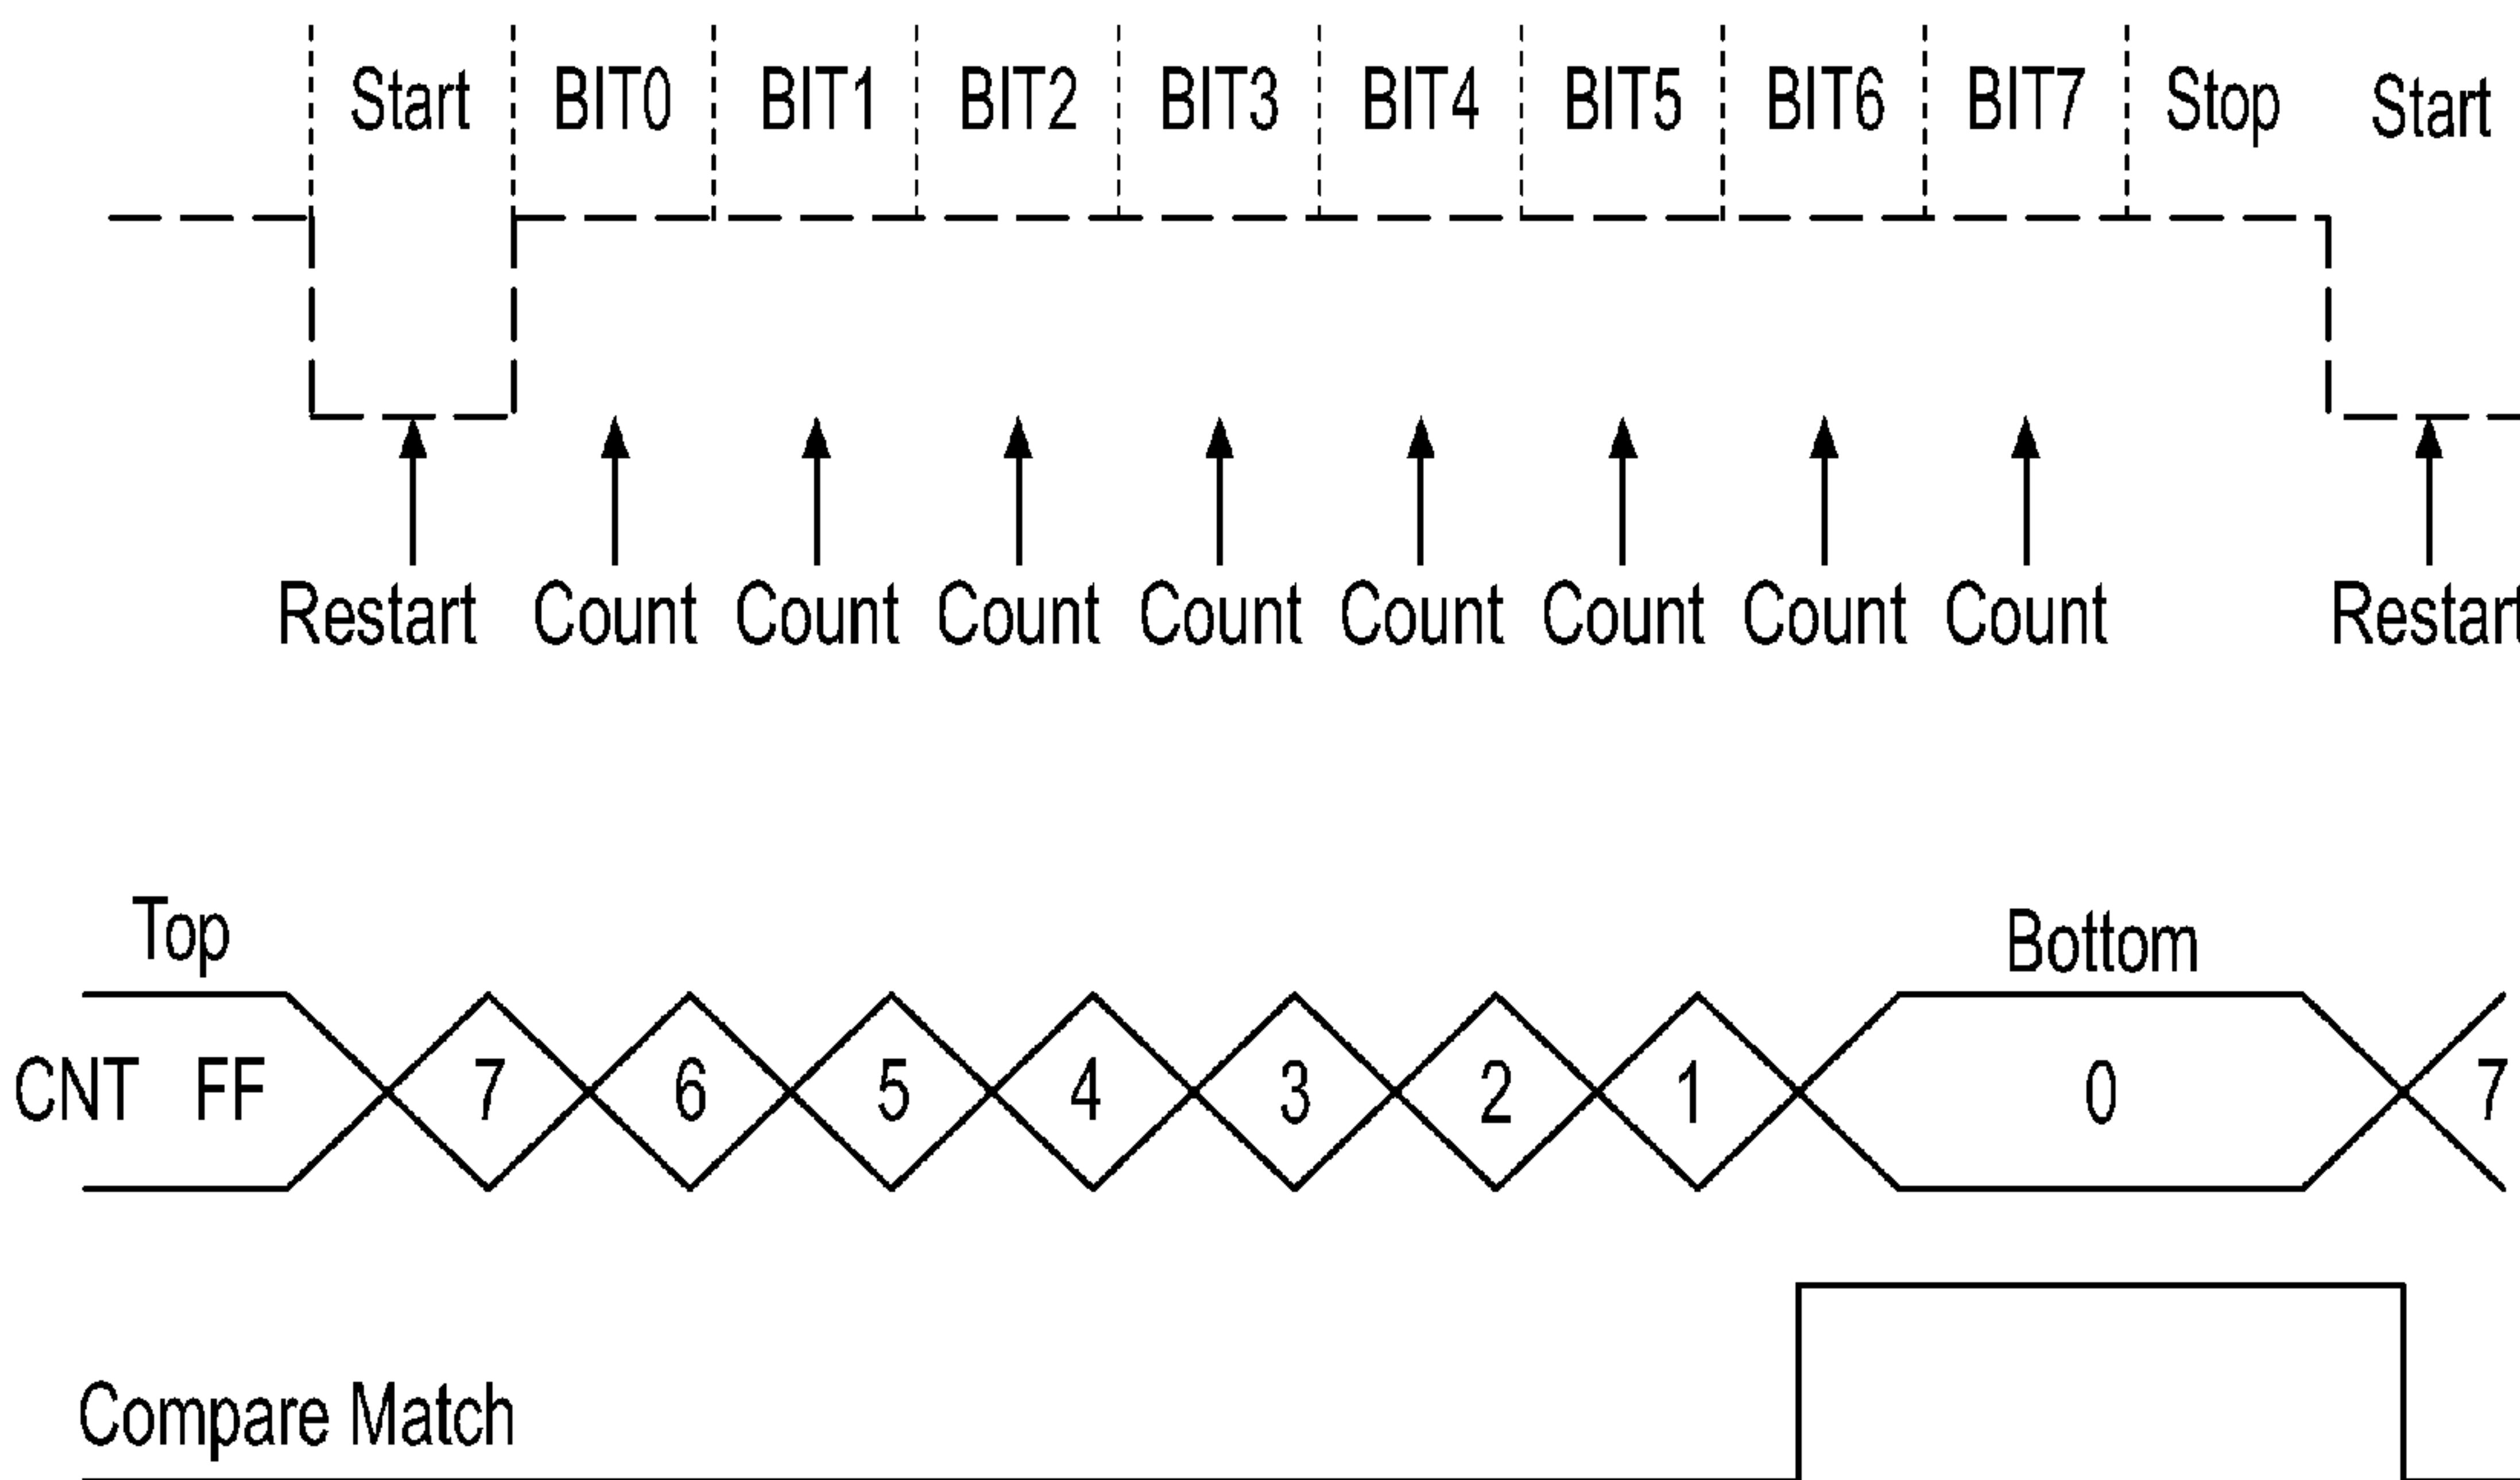 Start BIT0 BIT1 BIT2 BIT3 BIT4 BIT5 BIT6 BIT7 Stop Start
Restart Count Count Count Count Count Count Count Count Restart
Top Bottom
CNT FF 7 6 5 4 3 2 1 0 7
Compare Match